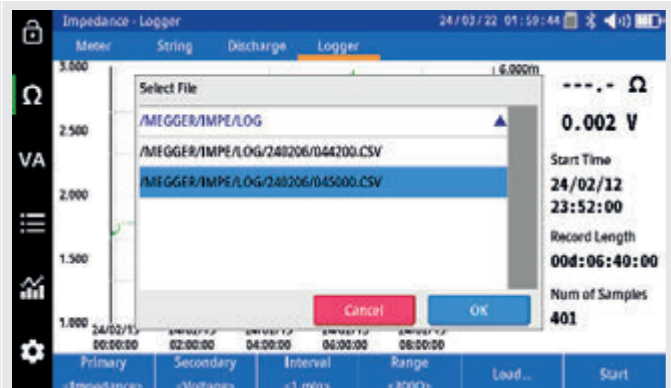 Impedance - Logger 24/03/22 01:59:44
Meter String Discharge Logger
3.000
6.000m
Select File
/MEGGER/IMPE/LOG
/MEGGER/IMPE/LOG/240206/044200.CSV
/MEGGER/IMPE/LOG/240206/045000.CSV
Cancel OK
Ω
VA
2.500
2.000
1.500
1.000
24/02/13
00:00:00 02:00:00 04:00:00 06:00:00 08:00:00
---.- Ω
0.002 V
Start Time
24/02/12
23:52:00
Record Length
00d:06:40:00
Num of Samples
401
Primary Secondary Interval Range Load... Start